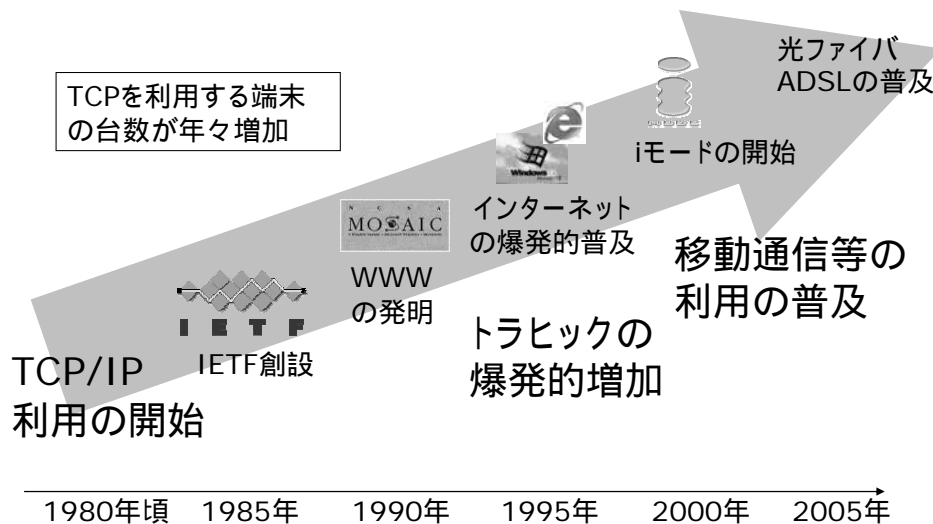 光ファイバ
ADSLの普及
TCPを利用する端末
の台数が年々増加
iモードの開始
Windows
N C S A
MOSAIC
インターネット
の爆発的普及
WWW
の発明
移動通信等の
利用の普及
I E T F
IETF創設
トラヒックの
爆発的増加
TCP/IP
利用の開始
1980年頃 1985年 1990年 1995年 2000年 2005年